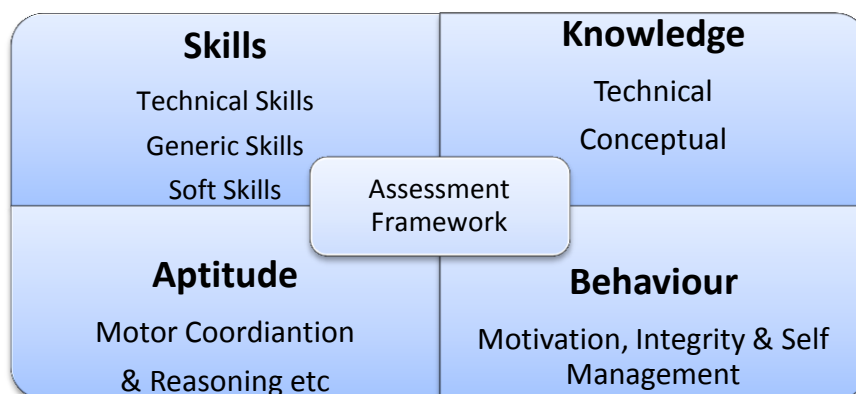 Skills
Technical Skills
Generic Skills
Soft Skills
Knowledge
Technical
Conceptual
Assessment
Framework
Aptitude
Motor Coordiantion
& Reasoning etc
Behaviour
Motivation, Integrity & Self
Management